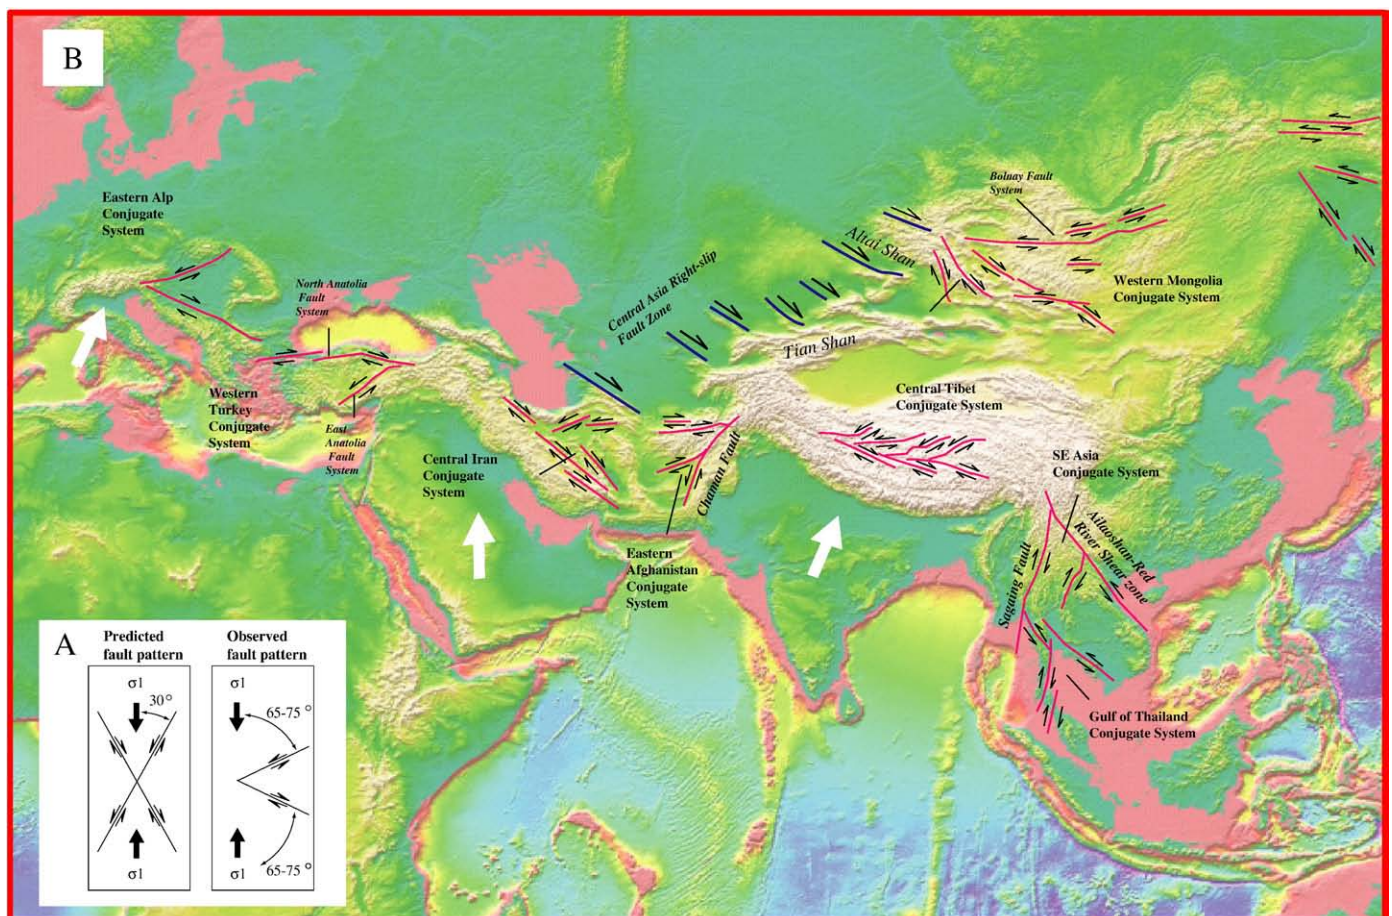 B
Eastern Alp
Conjugate
System
North Anatolia
Fault
System
Western
Turkey
Conjugate
System
East
Anatolia
Fault
System
Central Asia Right-slip
Fault Zone
Altai Shan
Bolnay Fault
System
Western Mongolia
Conjugate System
Tian Shan
Central Tibet
Conjugate System
Central Iran
Conjugate
System
Chaman Fault
Eastern
Afghanistan
Conjugate
System
SE Asia
Conjugate System
Sagaing Fault
Ailaoshan-Red
River Shear zone
Gulf of Thailand
Conjugate System
A
Predicted
fault pattern
σ1
30°
σ1
Observed
fault pattern
σ1
65-75°
σ1
65-75°